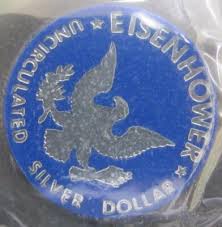 ★ EISENHOWER ★
UNCIRCULATED SILVER DOLLAR